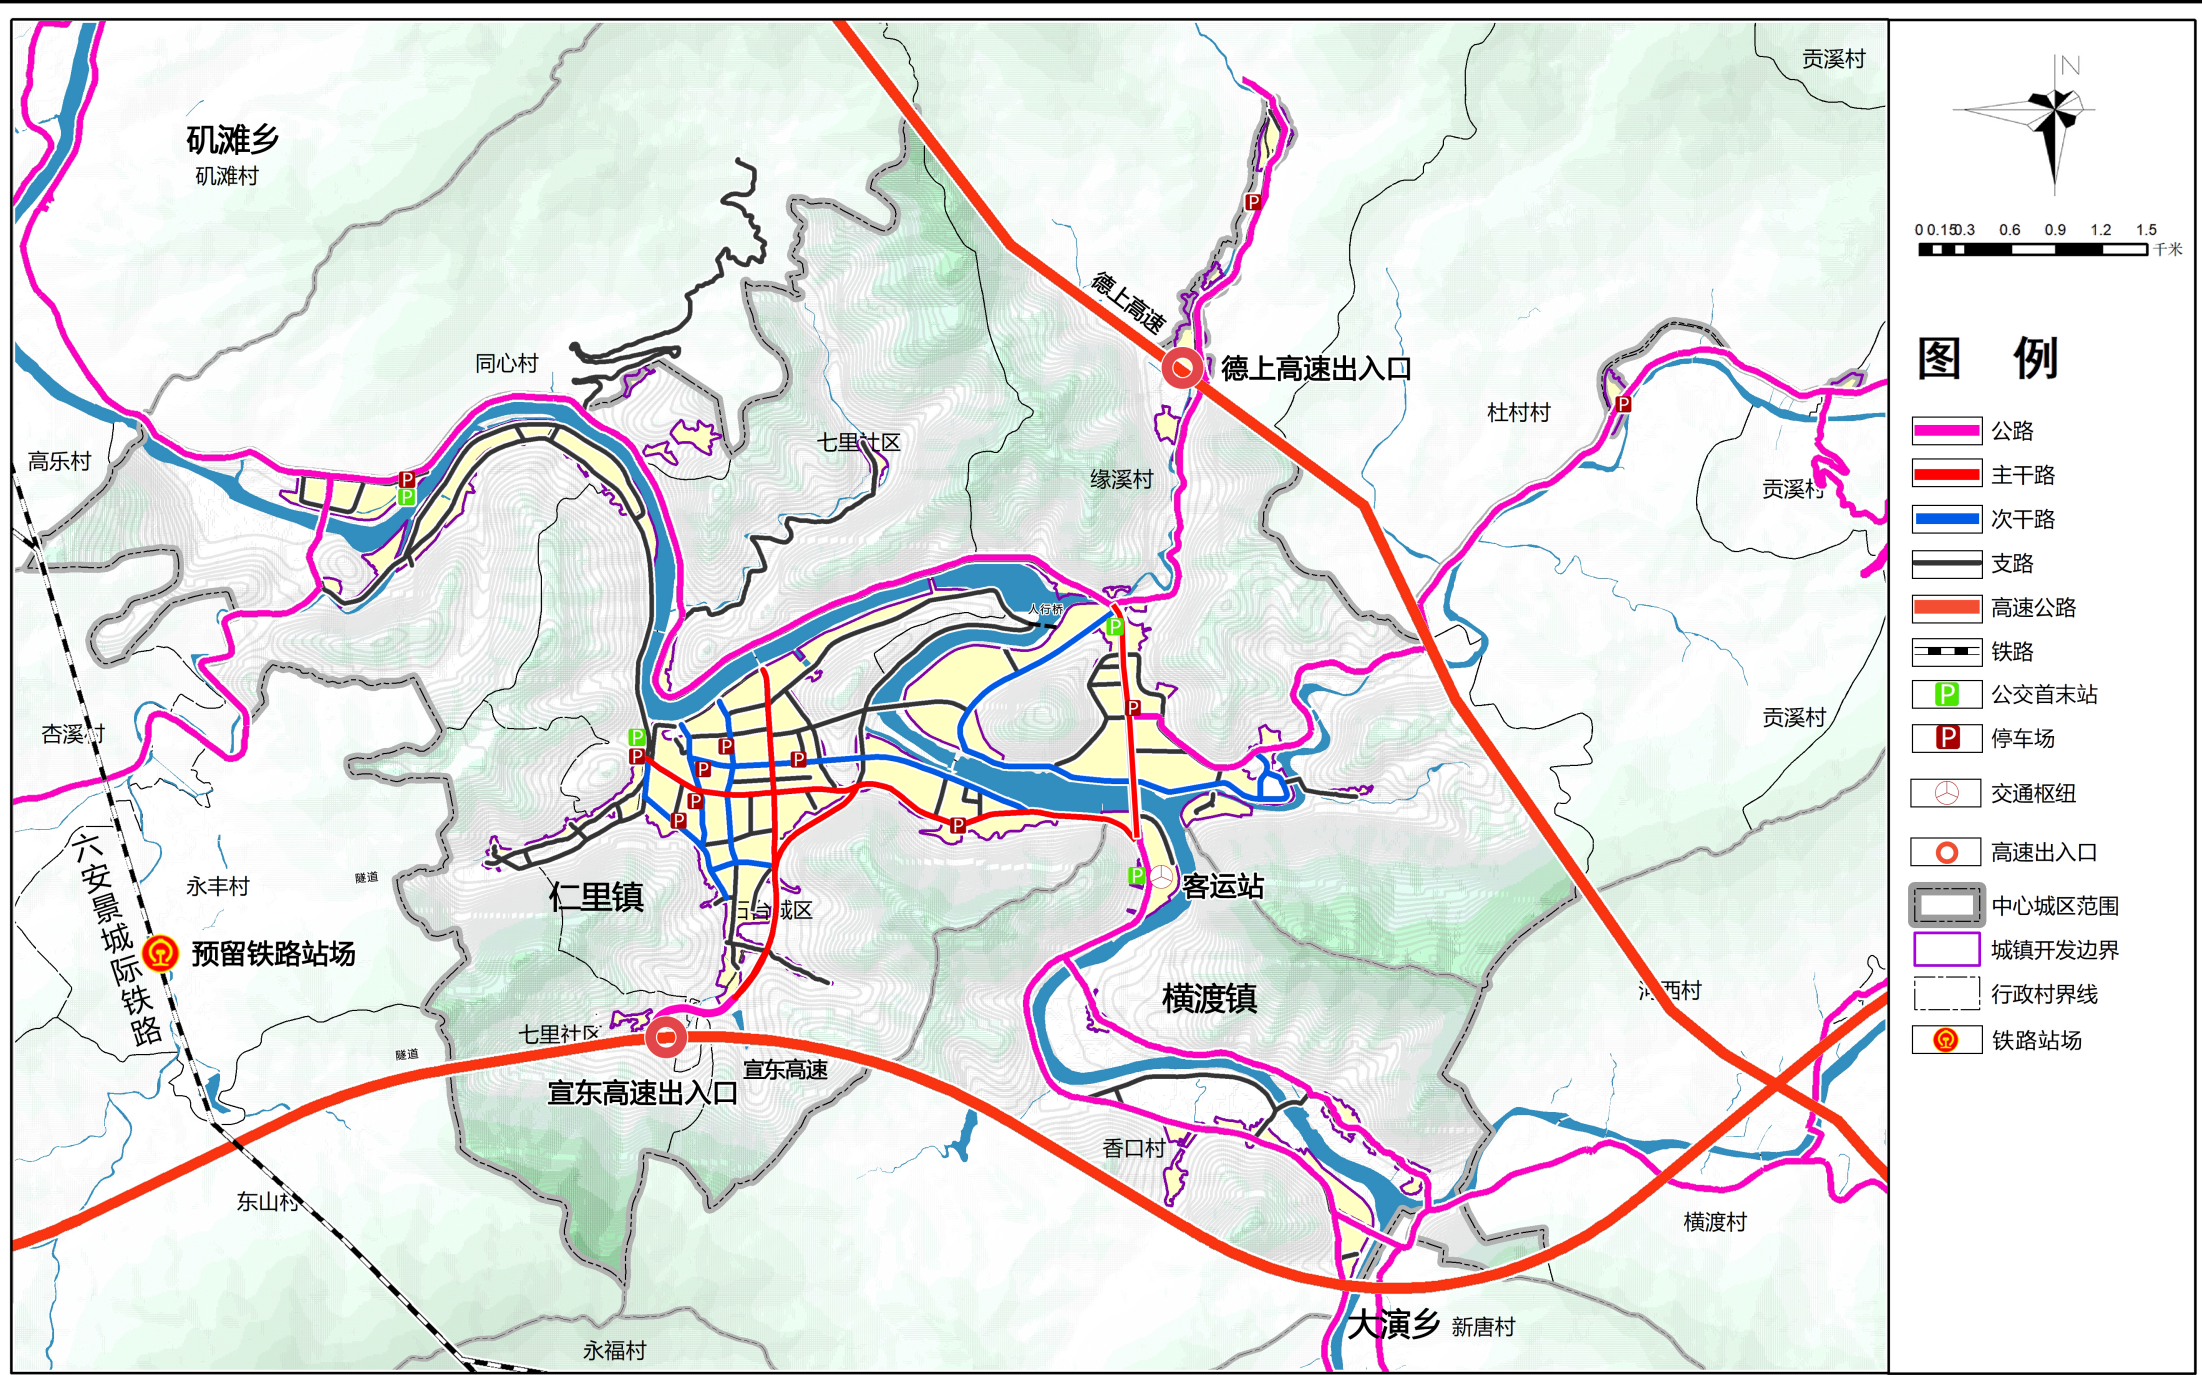 贡溪村
矶滩乡
矶滩村
德上高速
德上高速出入口
同心村
杜村村
七里社区
高乐村
缘溪村
贡溪村
人行桥
贡溪村
杏溪村
六安景城际铁路
隧道
永丰村
仁里镇
石台城区
客运站
预留铁路站场
横渡镇
河西村
七里社区
隧道
宣东高速
宣东高速出入口
香口村
东山村
横渡村
大演乡
新唐村
永福村
N
0 0.15 0.3 0.6 0.9 1.2 1.5
千米
图 例
公路
主干路
次干路
支路
高速公路
铁路
P 公交首末站
P 停车场
交通枢纽
高速出入口
中心城区范围
城镇开发边界
行政村界线
铁路站场